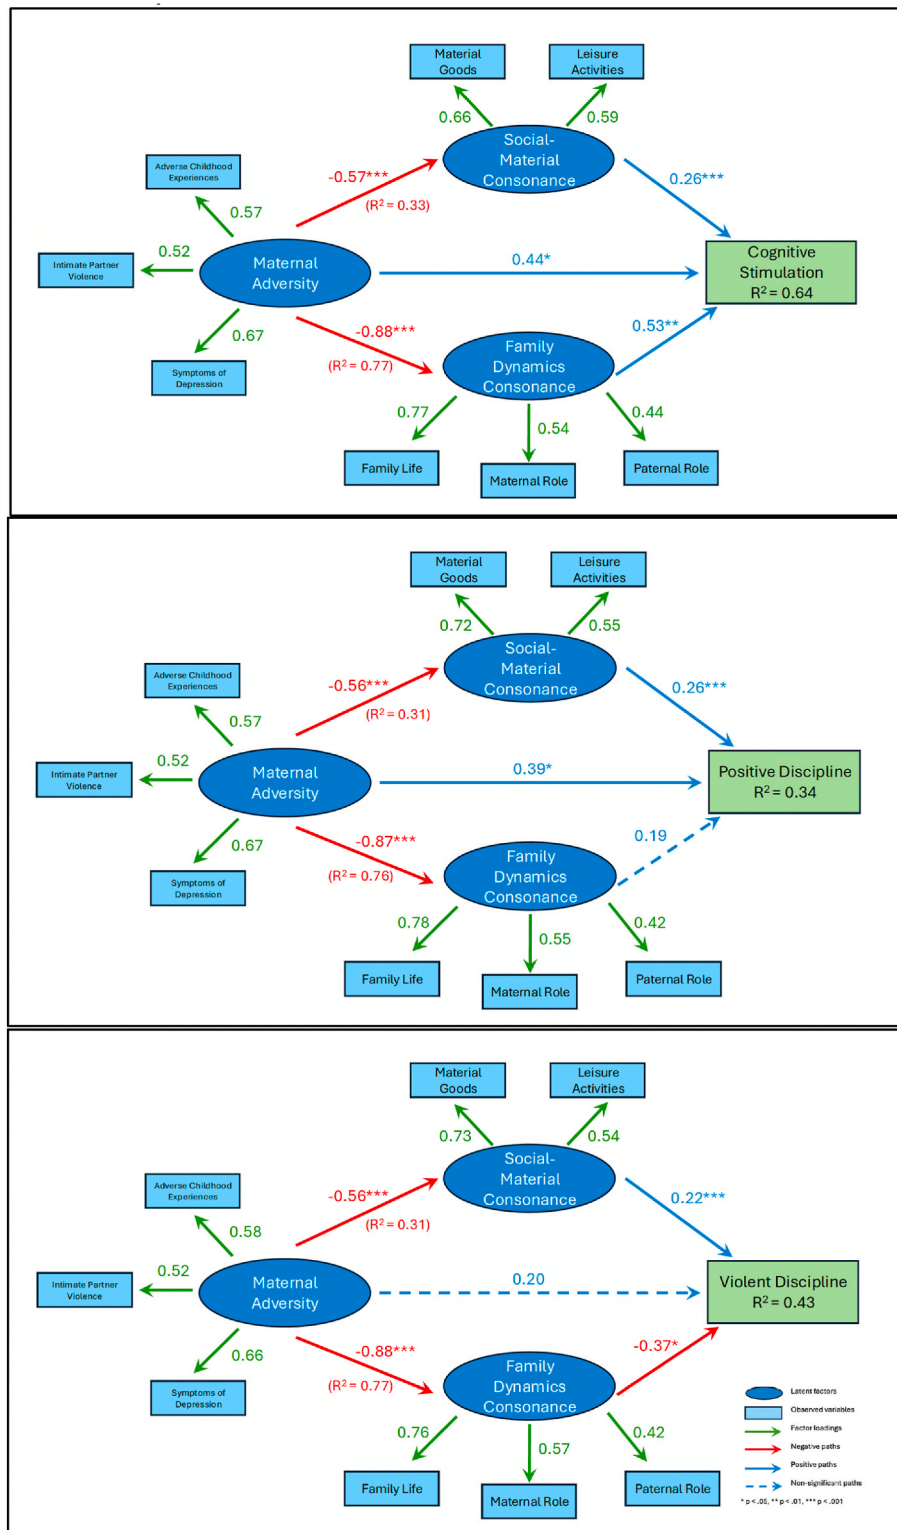 Material
Goods
Leisure
Activities
0.66
0.59
Social-
Material
Consonance
Adverse Childhood
Experiences
-0.57***
(R² = 0.33)
0.26***
0.57
Intimate Partner
Violence
0.52
Maternal
Adversity
0.44*
Cognitive
Stimulation
R² = 0.64
0.67
-0.88***
(R² = 0.77)
0.53**
Family
Dynamics
Consonance
Symptoms of
Depression
0.77
0.54
0.44
Family Life
Maternal Role
Paternal Role
Material
Goods
Leisure
Activities
0.72
0.55
Social-
Material
Consonance
Adverse Childhood
Experiences
-0.56***
(R² = 0.31)
0.26***
0.57
Intimate Partner
Violence
0.52
Maternal
Adversity
0.39*
Positive Discipline
R² = 0.34
0.67
-0.87***
(R² = 0.76)
0.19
Family
Dynamics
Consonance
Symptoms of
Depression
0.78
0.55
0.42
Family Life
Maternal Role
Paternal Role
Material
Goods
Leisure
Activities
0.73
0.54
Social-
Material
Consonance
Adverse Childhood
Experiences
-0.56***
(R² = 0.31)
0.22***
0.58
Intimate Partner
Violence
0.52
Maternal
Adversity
0.20
Violent Discipline
R² = 0.43
0.66
-0.88***
(R² = 0.77)
-0.37*
Family
Dynamics
Consonance
Symptoms of
Depression
0.76
0.57
0.42
Family Life
Maternal Role
Paternal Role
Latent factors
Observed variables
Factor loadings
Negative paths
Positive paths
Non-significant paths
* p < .05, ** p < .01, *** p < .001